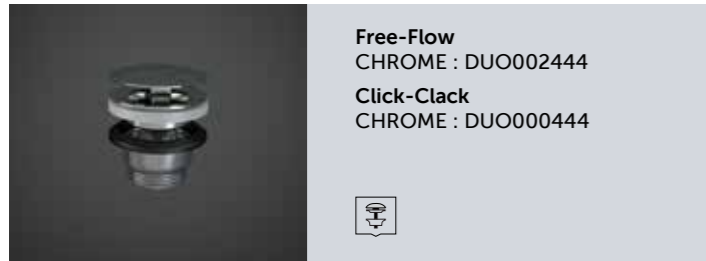 Free-Flow
CHROME : DUO002444
Click-Clack
CHROME : DUO000444